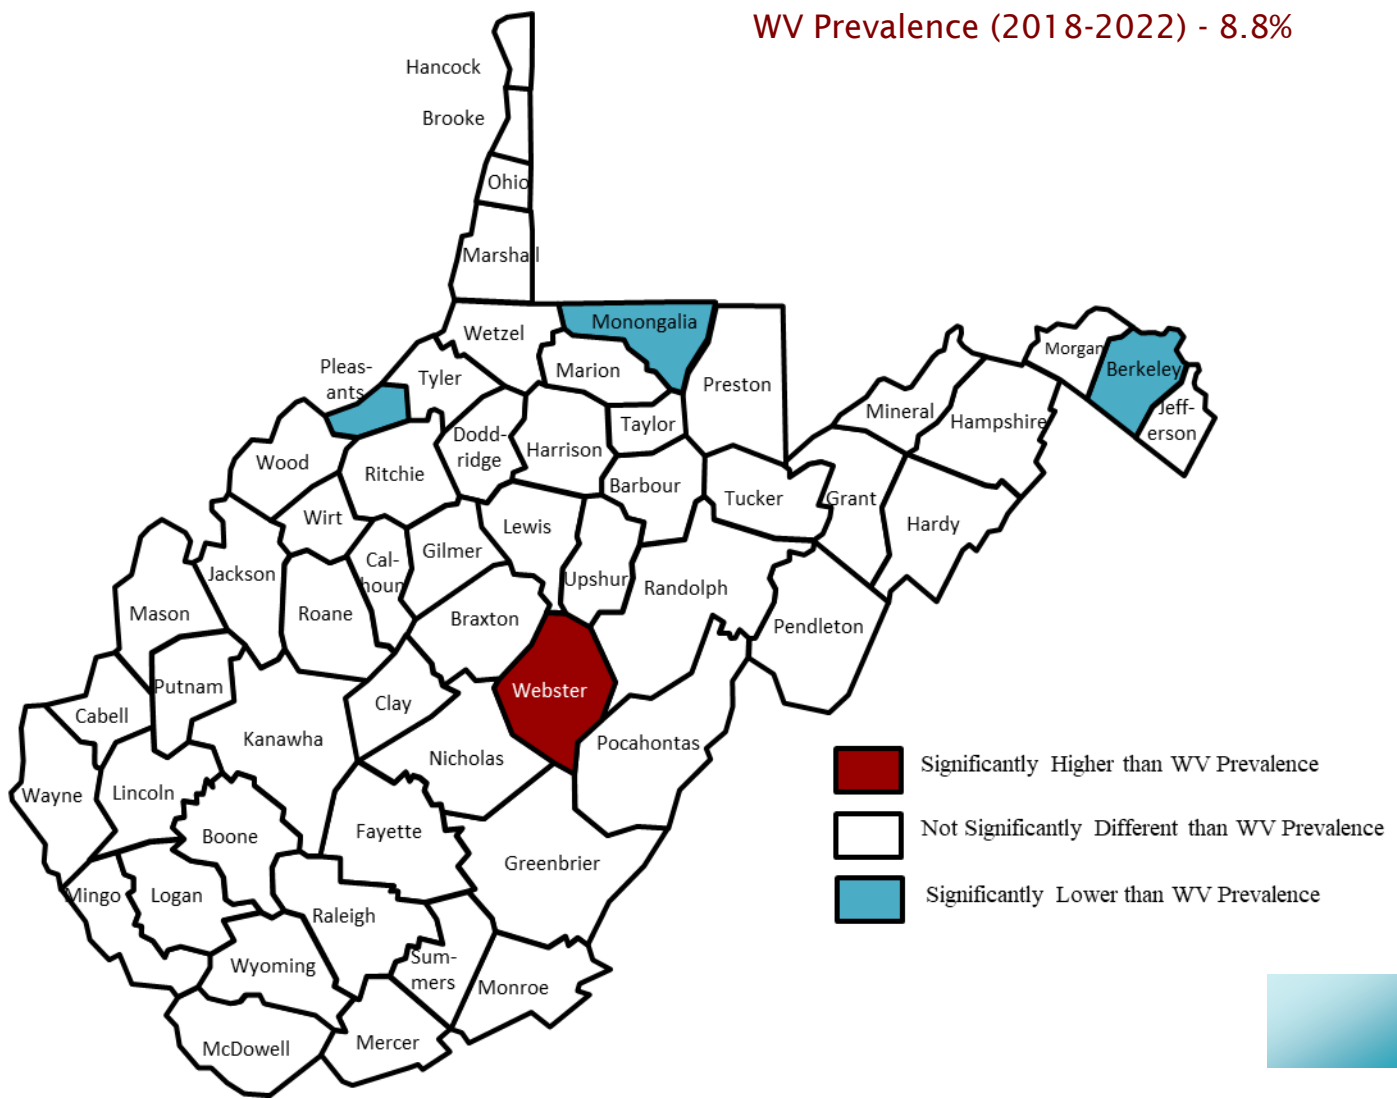 WV Prevalence (2018-2022) - 8.8%
Hancock
Brooke
Ohio
Marshall
Wetzel
Monongalia
Marion
Preston
Pleas-
ants
Tyler
Taylor
Morgan
Berkeley
Jeff-
erson
Mineral
Hampshire
Wood
Ritchie
Dodd-
ridge
Harrison
Barbour
Tucker
Grant
Hardy
Wirt
Lewis
Gilmer
Cal-
houn
Jackson
Roane
Upshur
Randolph
Mason
Braxton
Pendleton
Putnam
Clay
Webster
Cabell
Kanawha
Nicholas
Pocahontas
Wayne
Lincoln
Boone
Fayette
Greenbrier
Mingo
Logan
Raleigh
Wyoming
Sum-
mers
Monroe
McDowell
Mercer
Significantly Higher than WV Prevalence
Not Significantly Different than WV Prevalence
Significantly Lower than WV Prevalence